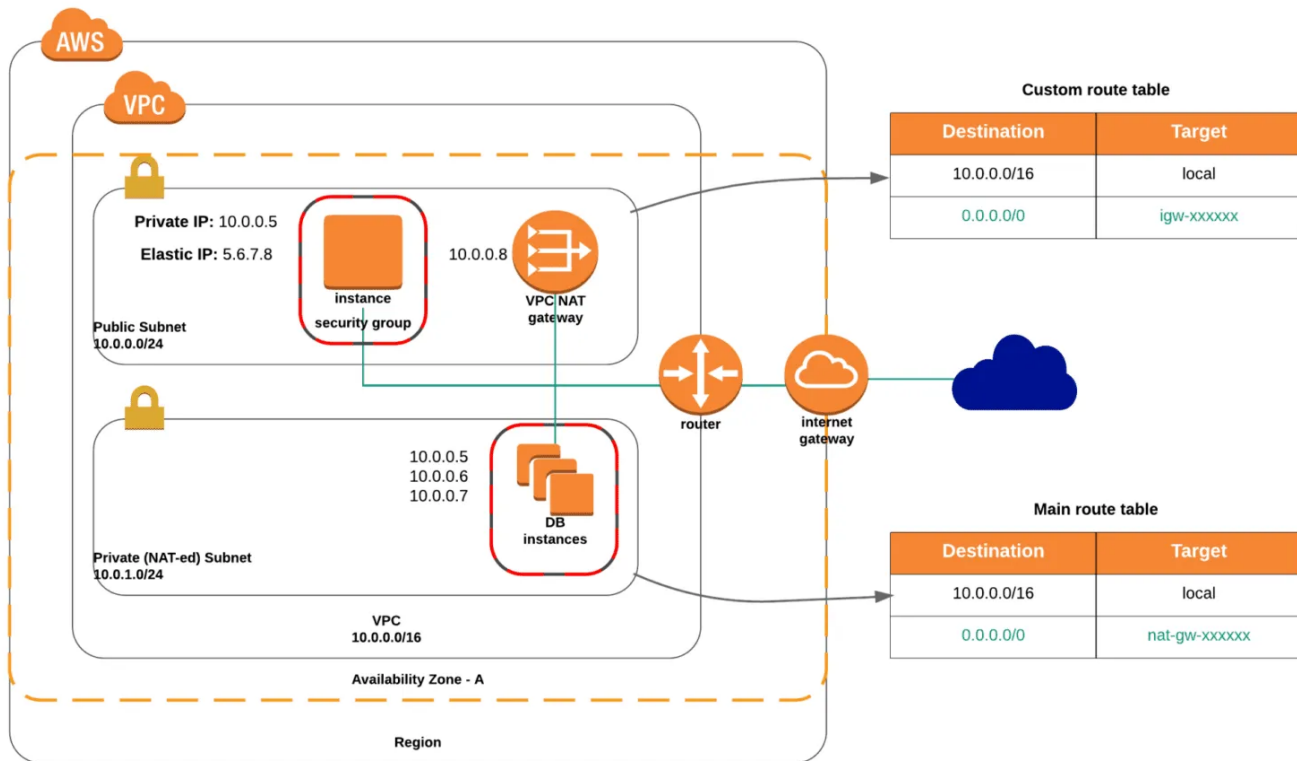 AWS
VPC
Private IP: 10.0.0.5
Elastic IP: 5.6.7.8
instance
security group
10.0.0.8
VPC NAT
gateway
Public Subnet
10.0.0.0/24
router
internet
gateway
10.0.0.5
10.0.0.6
10.0.0.7
DB
instances
Private (NAT-ed) Subnet
10.0.1.0/24
VPC
10.0.0.0/16
Availability Zone - A
Region
Custom route table
Destination Target
10.0.0.0/16 local
0.0.0.0/0 igw-xxxxxx
Main route table
Destination Target
10.0.0.0/16 local
0.0.0.0/0 nat-gw-xxxxxx